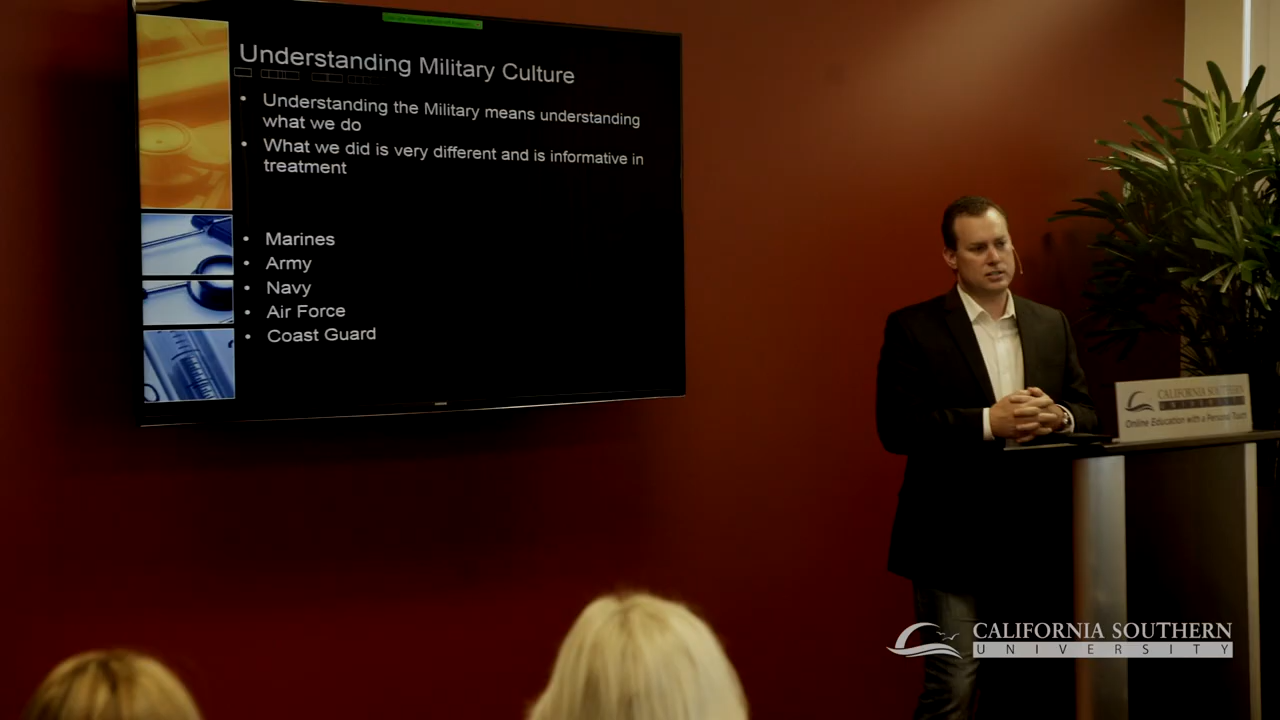 Understanding Military Culture
• Understanding the Military means understanding
what we do
• What we did is very different and is informative in
treatment
• Marines
• Army
• Navy
• Air Force
• Coast Guard
CALIFORNIA SOUTHERN
UNIVERSITY
Online Education with a Personal Touch
CALIFORNIA SOUTHERN
UNIVERSITY